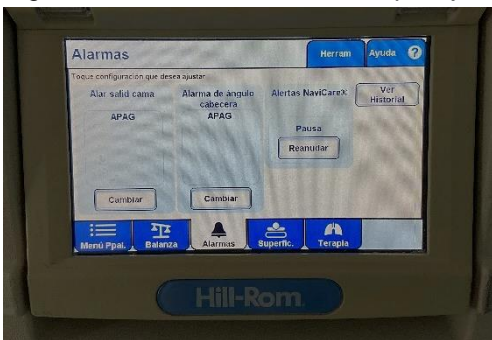 Alarmas
Herram
Ayuda ?
Toque configuración que desea ajustar
Alar salid cama
APAG
Cambiar
Alarma de ángulo
cabecera
APAG
Cambiar
Alertas NaviCare
Pausa
Reanudar
Ver
Historial
Menú Ppal.
Balanza
Alarmas
Superfic.
Terapia
Hill-Rom